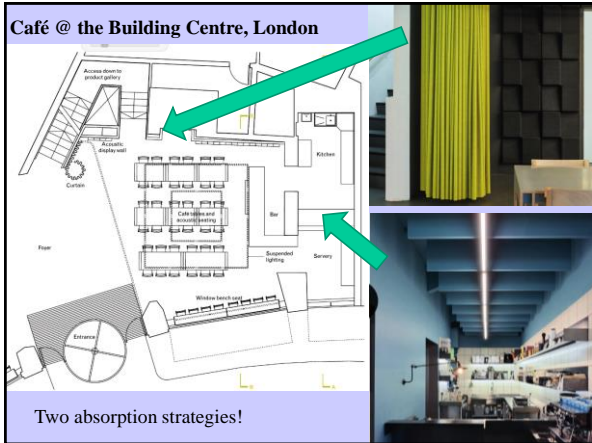 Café @ the Building Centre, London
Access down to
product gallery
Acoustic
display wall
Curtain
Kitchen
Café tables and
acoustic seating
Bar
Foyer
Suspended
lighting
Servery
Window bench seat
Entrance
Two absorption strategies!